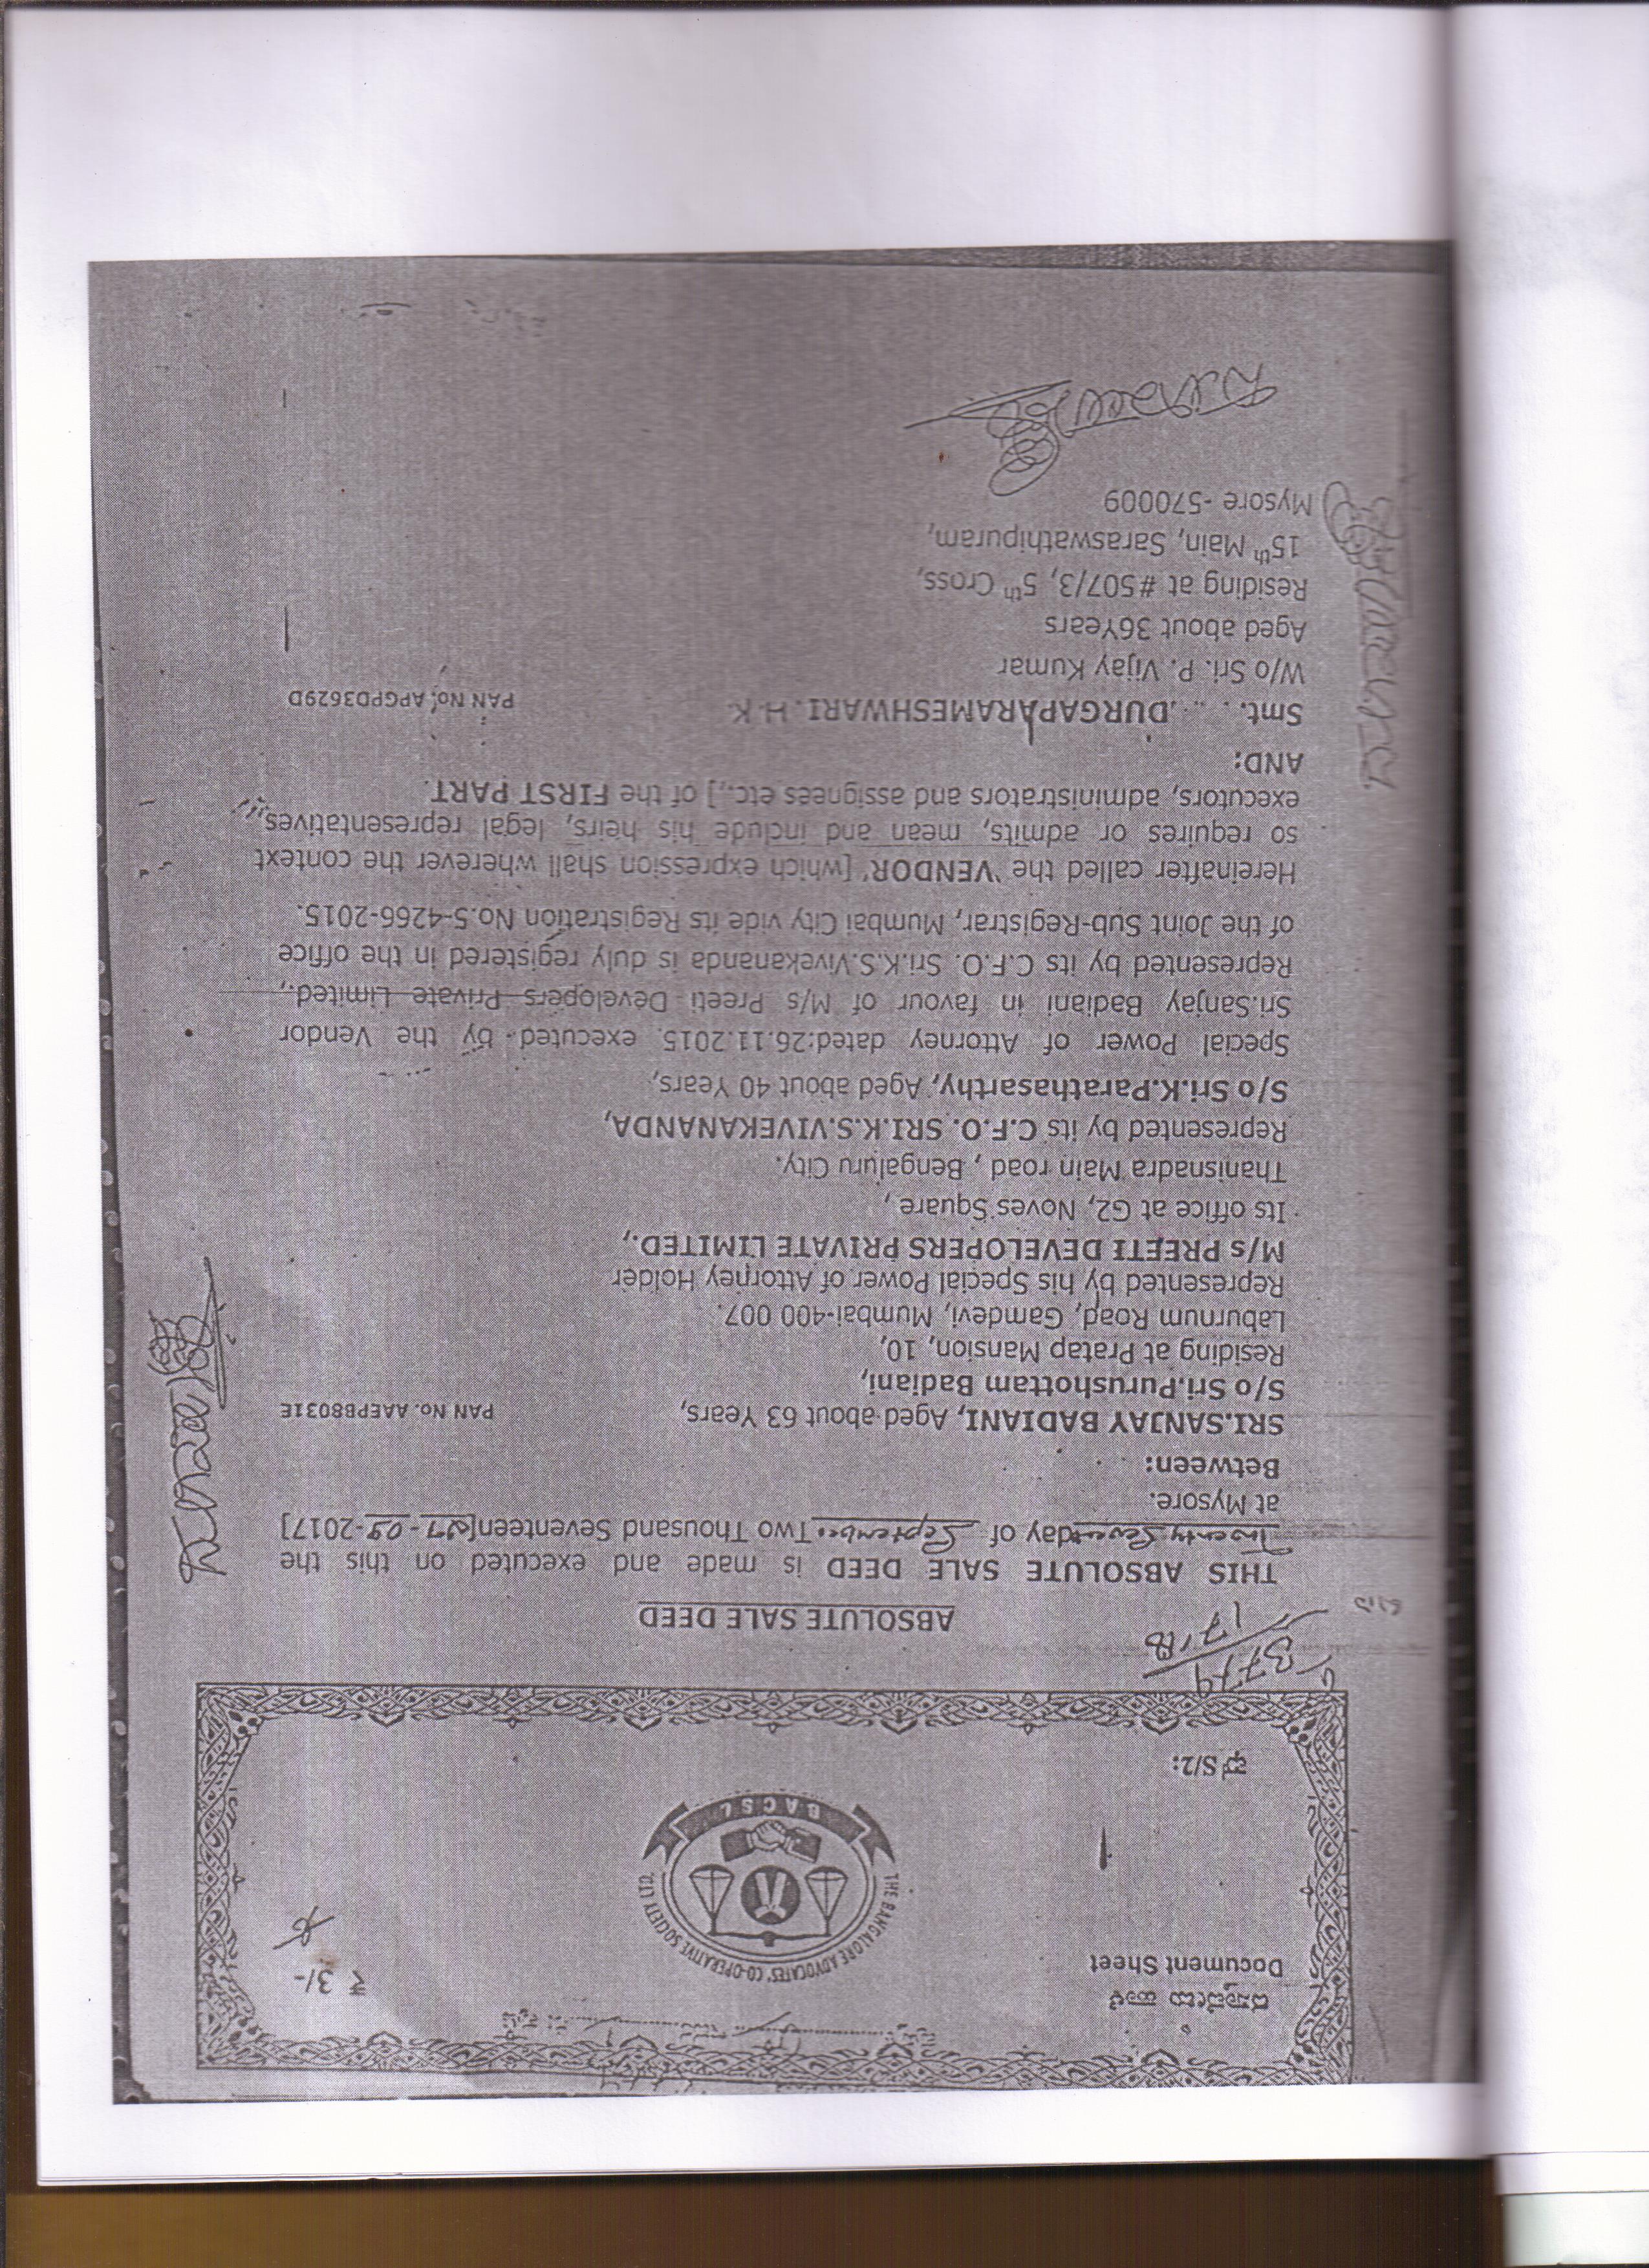 ದಸ್ತಾವೇಜು ಹಾಳೆ
Document Sheet
₹ 3/-
THE BANGALORE ADVOCATES' CO-OPERATIVE SOCIETY LTD.
B A C S L
S/2:
3779
17-18
ABSOLUTE SALE DEED
THIS ABSOLUTE SALE DEED is made and executed on this the
Twenty Seventh day of September Two Thousand Seventeen[27-09-2017]
at Mysore.
Between:
SRI.SANJAY BADIANI, Aged about 63 Years, PAN No. AAEPB8031E
S/o Sri.Purushottam Badiani,
Residing at Pratap Mansion, 10,
Laburnum Road, Gamdevi, Mumbai-400 007.
Represented by his Special Power of Attorney Holder
M/s PREETI DEVELOPERS PRIVATE LIMITED.,
Its office at G2, Noves Square ,
Thanisnadra Main road , Bengaluru City.
Represented by its C.F.O. SRI.K.S.VIVEKANANDA,
S/o Sri.K.Parathasarthy, Aged about 40 Years,
Special Power of Attorney dated:26.11.2015. executed by the Vendor
Sri.Sanjay Badiani in favour of M/s Preeti Developers Private Limited.,
Represented by its C.F.O. Sri.K.S.Vivekananda is duly registered in the office
of the Joint Sub-Registrar, Mumbai City vide its Registration No.5-4266-2015.
Hereinafter called the 'VENDOR' [which expression shall wherever the context
so requires or admits, mean and include his heirs, legal representatives,
executors, administrators and assignees etc.,] of the FIRST PART.
AND:
Smt. DURGAPARAMESHWARI. H.K. PAN No. APGPD3629D
W/o Sri. P. Vijay Kumar
Aged about 36Years
Residing at #507/3, 5th Cross,
15th Main, Saraswathipuram,
Mysore -570009